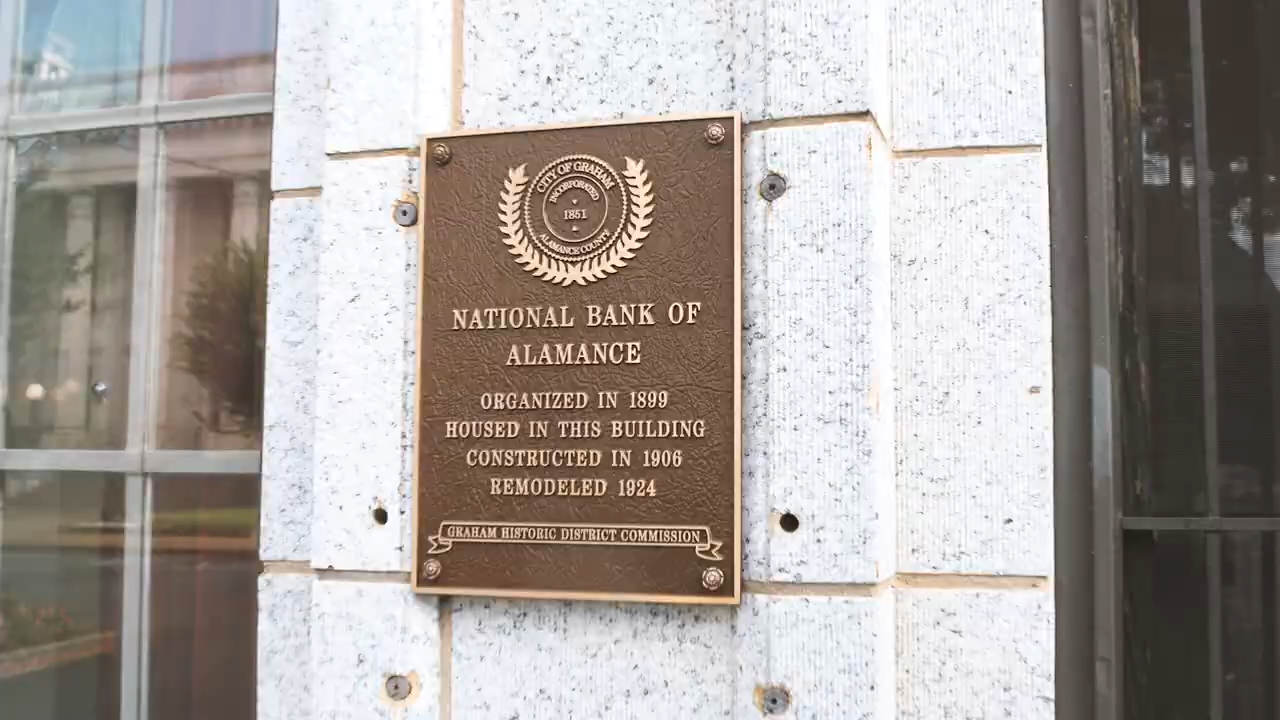 CITY OF GRAHAM
INCORPORATED
1851
ALAMANCE COUNTY
NATIONAL BANK OF
ALAMANCE
ORGANIZED IN 1899
HOUSED IN THIS BUILDING
CONSTRUCTED IN 1906
REMODELED 1924
GRAHAM HISTORIC DISTRICT COMMISSION